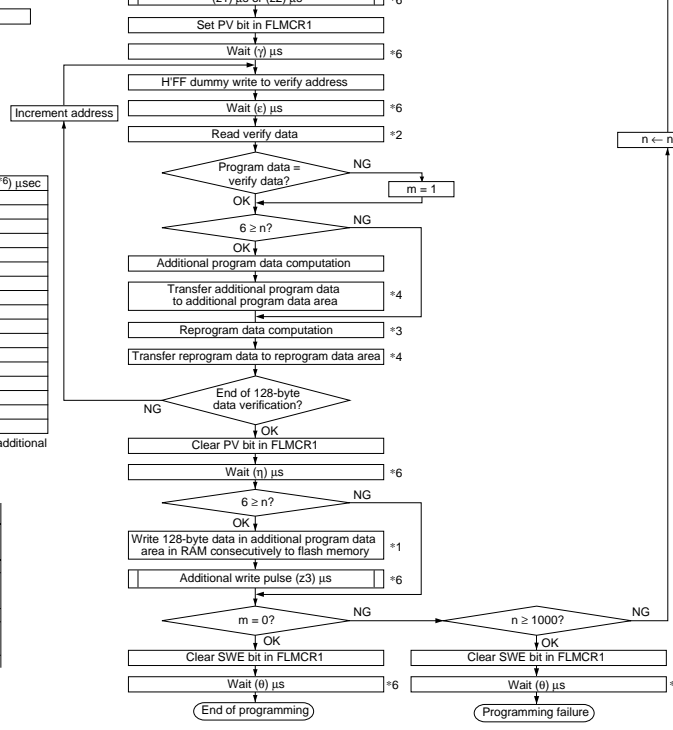 (z1) μs or (z2) μs *6
Set PV bit in FLMCR1
Wait (γ) μs *6
H'FF dummy write to verify address
Increment address
Wait (ε) μs *6
Read verify data *2
n ← n
Program data =
verify data?
NG
m = 1
*6) μsec
OK
6 ≥ n?
NG
OK
Additional program data computation
Transfer additional program data
to additional program data area
*4
Reprogram data computation *3
Transfer reprogram data to reprogram data area *4
End of 128-byte
data verification?
NG
OK
Clear PV bit in FLMCR1
additional
Wait (η) μs *6
6 ≥ n?
NG
OK
Write 128-byte data in additional program data
area in RAM consecutively to flash memory
*1
Additional write pulse (z3) μs *6
m = 0?
NG
n ≥ 1000?
NG
OK
OK
Clear SWE bit in FLMCR1
Clear SWE bit in FLMCR1
Wait (θ) μs *6
Wait (θ) μs *
End of programming
Programming failure